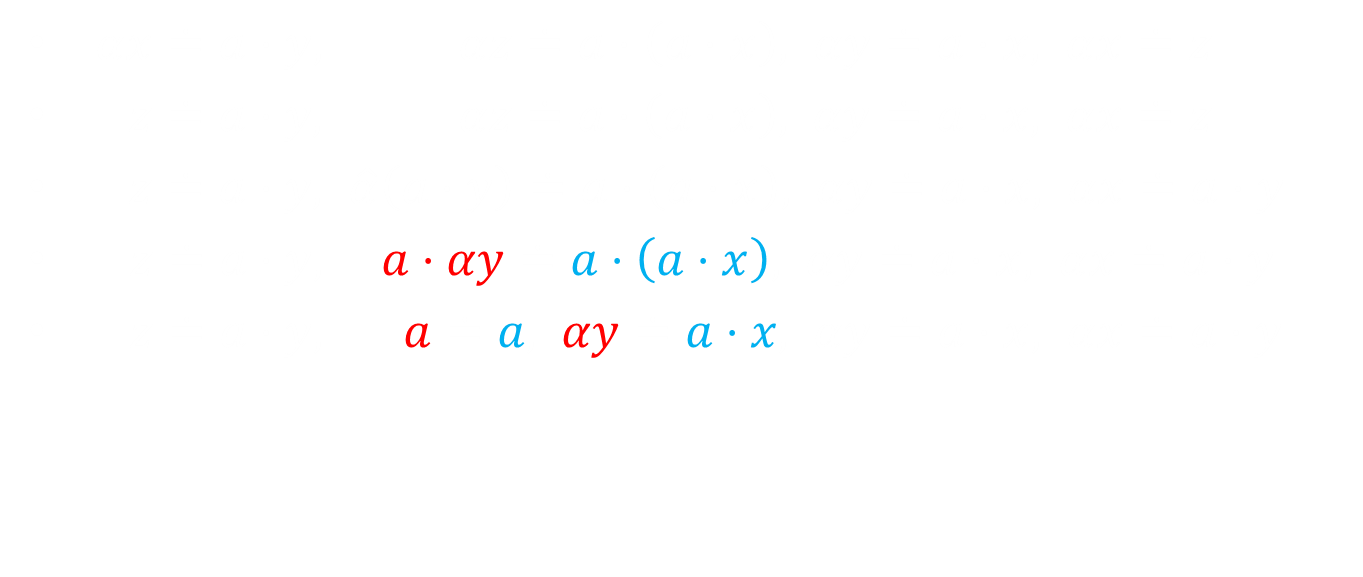 a · αy a · (a · x)
a a αy a · x